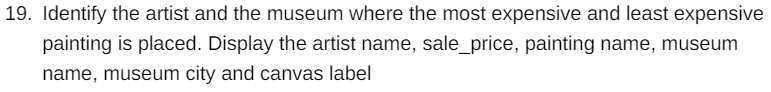 19. Identify the artist and the museum where the most expensive and least expensive
painting is placed. Display the artist name, sale_price, painting name, museum
name, museum city and canvas label